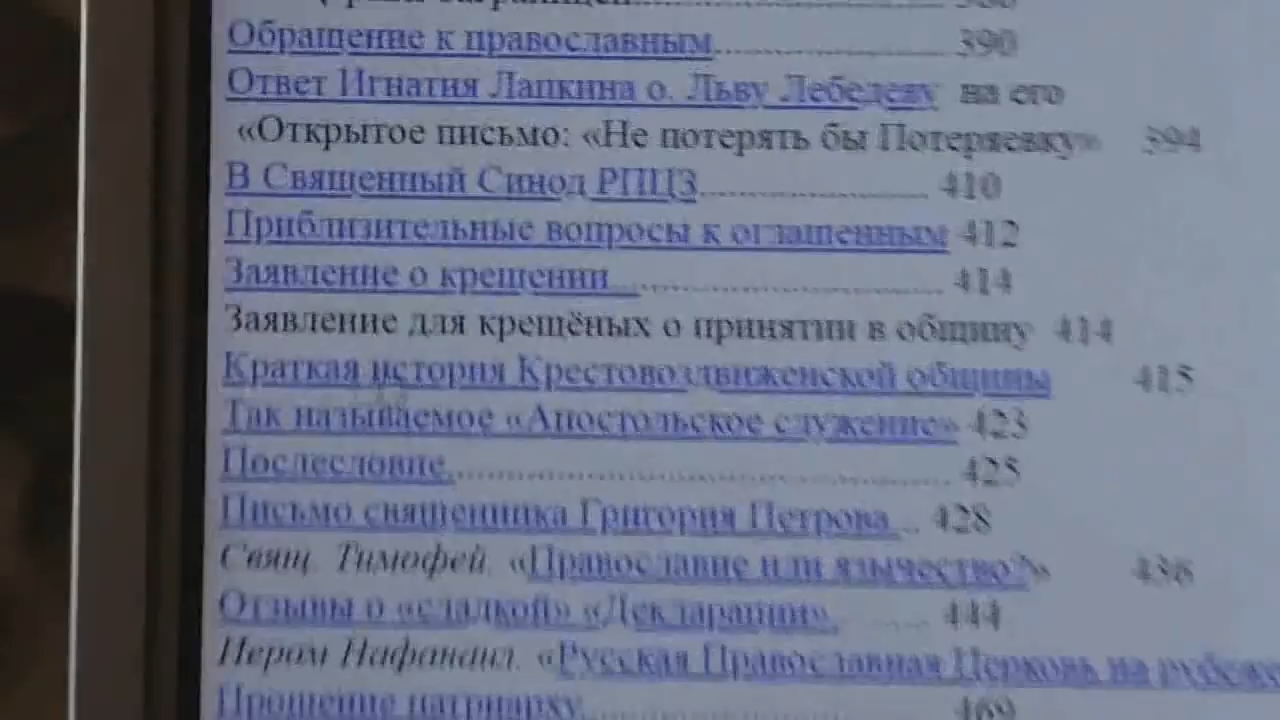 Обращение к православным.................... 390
Ответ Игнатия Лапкина о. Льву Лебедеву на его
«Открытое письмо: «Не потерять бы Потеряевку» 394
В Священный Синод РПЦЗ.................... 410
Приблизительные вопросы к оглашенным 412
Заявление о крещении.......................... 414
Заявление для крещёных о принятии в общину 414
Краткая история Крестовоздвиженской общины 415
Так называемое «Апостольское служение» 423
Послесловие............................................ 425
Письмо священника Григория Петрова... 428
Свящ. Тимофей. «Православие или язычество?» 436
Отзывы о «сладкой» «Декларации»......... 444
Иером Нафанаил. «Русская Православная Церковь на
Прошение патриарху............................ 469